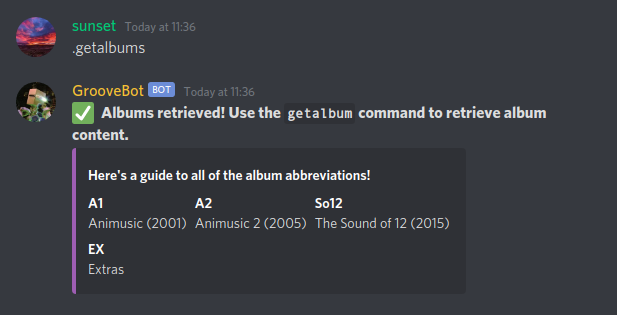 sunset Today at 11:36
.getalbums
GrooveBot BOT Today at 11:36
✅ Albums retrieved! Use the getalbum command to retrieve album
content.
Here's a guide to all of the album abbreviations!
A1 A2 So12
Animusic (2001) Animusic 2 (2005) The Sound of 12 (2015)
EX
Extras